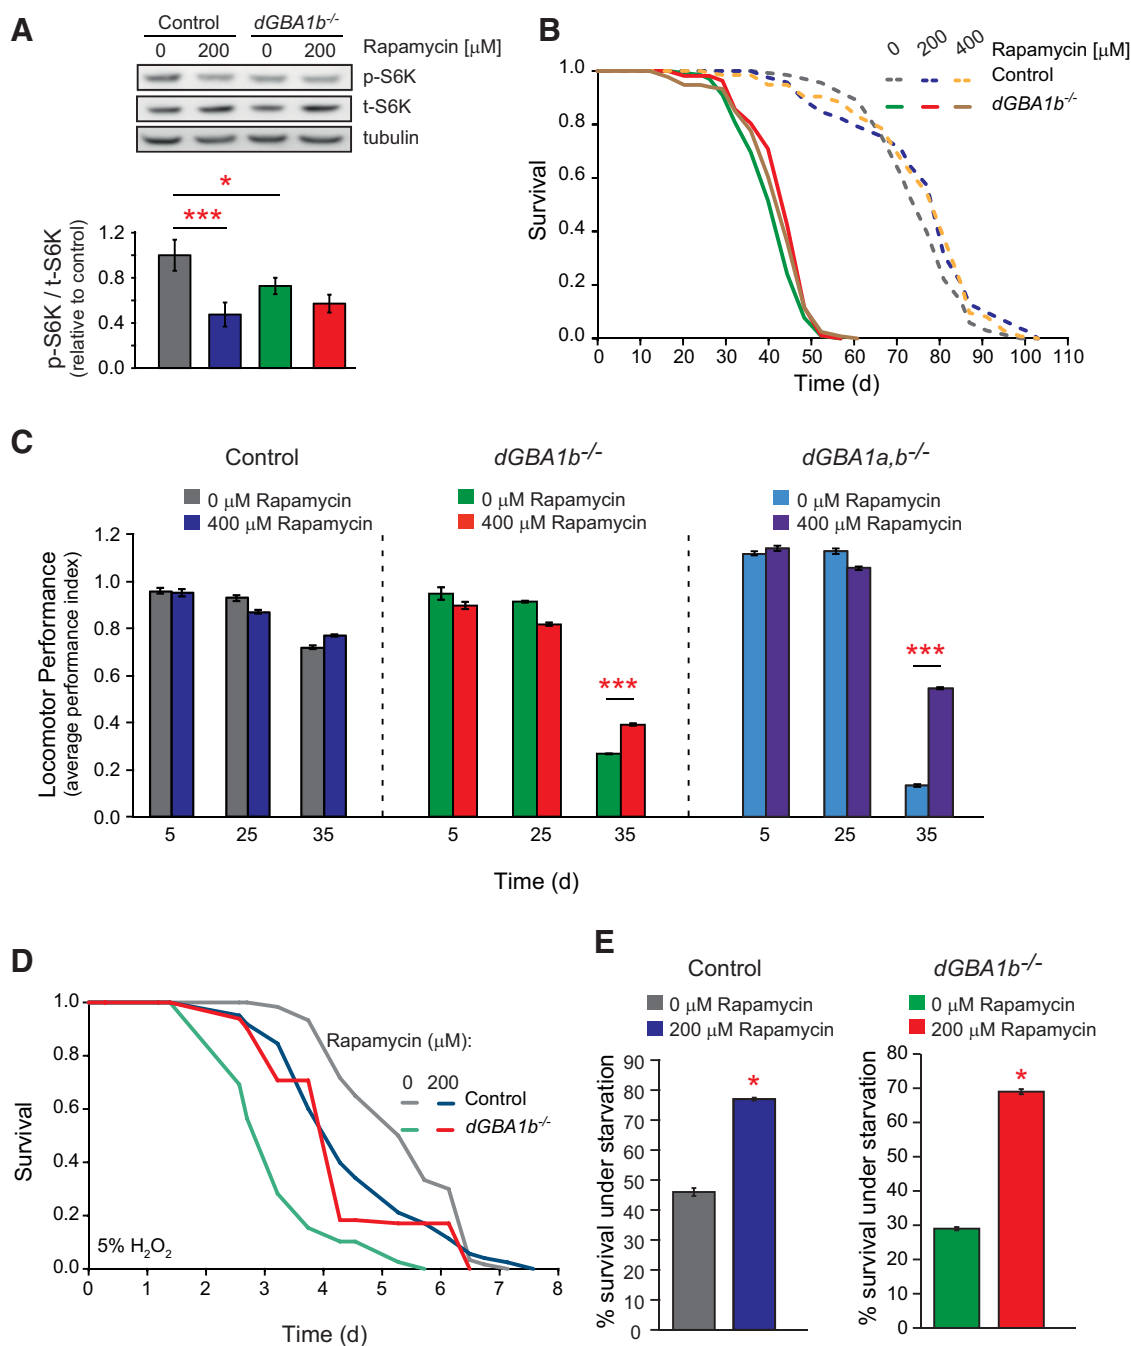 A
Control dGBA1b-/-
0 200 0 200 Rapamycin [μM]
p-S6K
t-S6K
tubulin
*
***
p-S6K / t-S6K
(relative to control)
1.2
0.8
0.4
0.0
B
0 200 400 Rapamycin [μM]
Control
dGBA1b-/-
Survival
1.0
0.8
0.6
0.4
0.2
0.0
0 10 20 30 40 50 60 70 80 90 100 110
Time (d)
C
Control
0 μM Rapamycin
400 μM Rapamycin
dGBA1b-/-
0 μM Rapamycin
400 μM Rapamycin
dGBA1a,b-/-
0 μM Rapamycin
400 μM Rapamycin
Locomotor Performance
(average performance index)
1.2
1.0
0.8
0.6
0.4
0.2
0.0
***
***
5 25 35 5 25 35 5 25 35
Time (d)
D
Survival
1.0
0.8
0.6
0.4
0.2
0.0
Rapamycin (μM):
0 200
Control
dGBA1b-/-
5% H2O2
0 1 2 3 4 5 6 7 8
Time (d)
E
Control
0 μM Rapamycin
200 μM Rapamycin
% survival under starvation
90
80
70
60
50
40
30
20
10
0
*
dGBA1b-/-
0 μM Rapamycin
200 μM Rapamycin
% survival under starvation
80
70
60
50
40
30
20
10
0
*